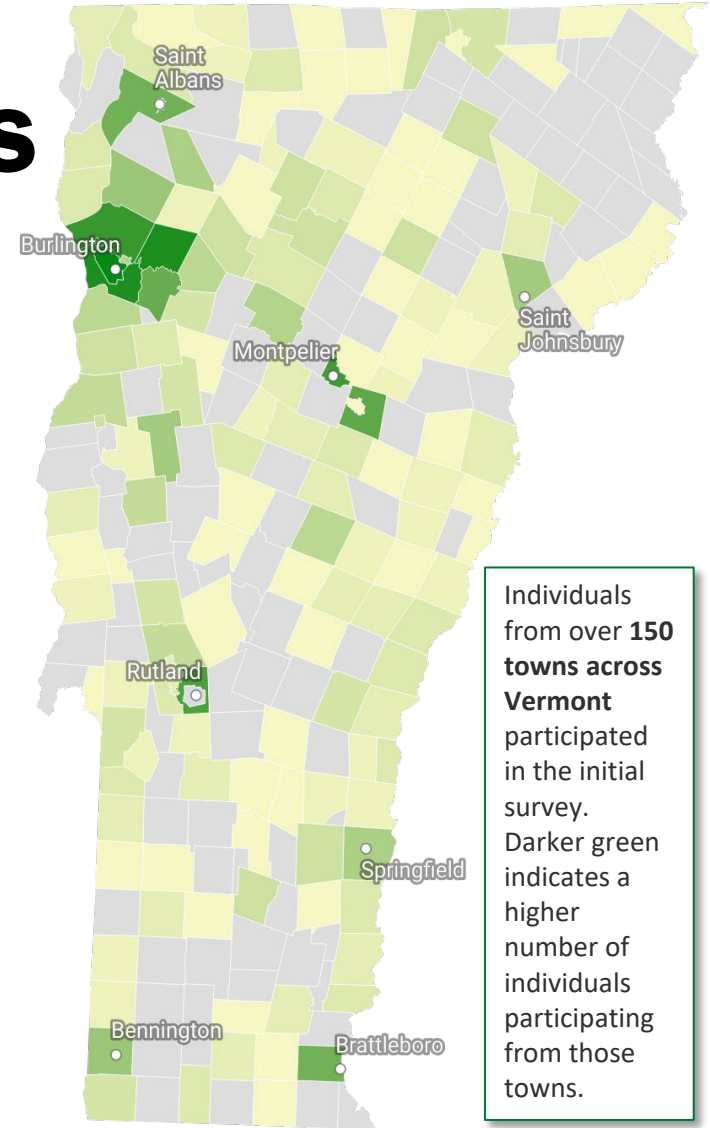 s
Saint
Albans
Burlington
Montpelier
Saint
Johnsbury
Rutland
Springfield
Bennington
Brattleboro
Individuals
from over 150
towns across
Vermont
participated
in the initial
survey.
Darker green
indicates a
higher
number of
individuals
participating
from those
towns.